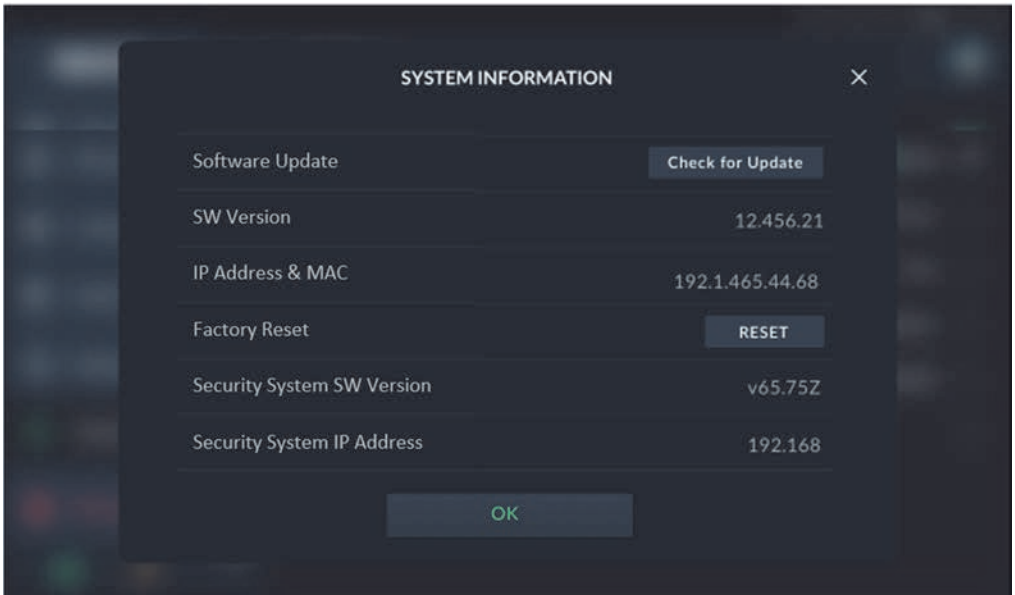 SYSTEM INFORMATION
Software Update Check for Update
SW Version 12.456.21
IP Address & MAC 192.1.465.44.68
Factory Reset RESET
Security System SW Version v65.75Z
Security System IP Address 192.168
OK